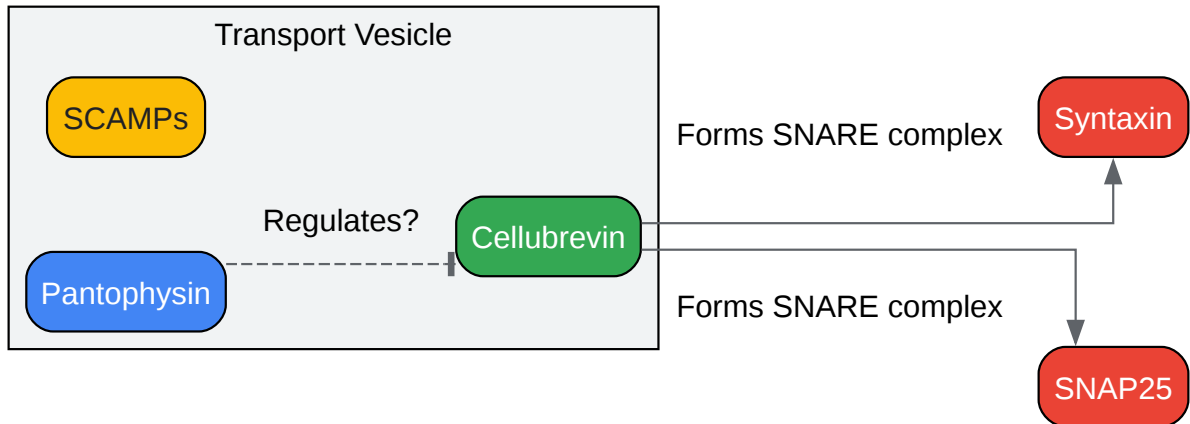 Transport Vesicle
SCAMPs
Forms SNARE complex
Syntaxin
Regulates?
Cellubrevin
Pantophysin
Forms SNARE complex
SNAP25